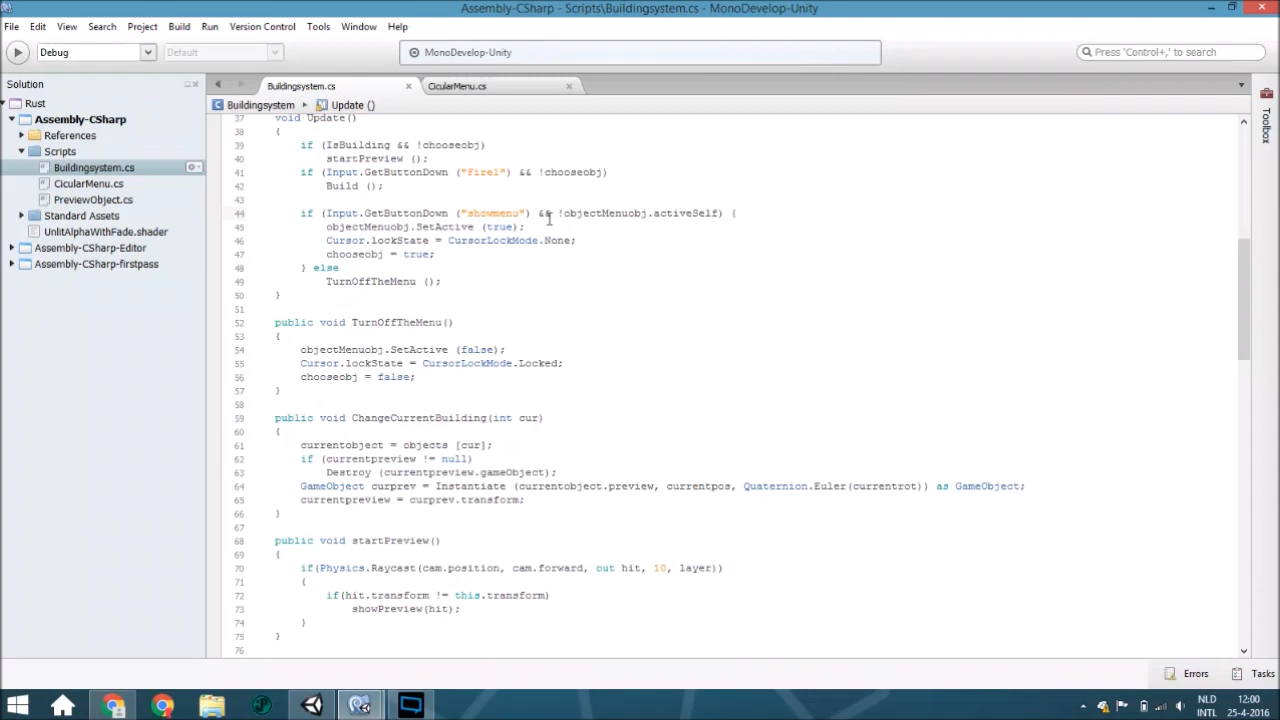 Assembly-CSharp - Scripts\Buildingsystem.cs - MonoDevelop-Unity
File Edit View Search Project Build Run Version Control Tools Window Help
Debug Default MonoDevelop-Unity Press 'Control+,' to search
Solution
Rust
Assembly-CSharp
References
Scripts
Buildingsystem.cs
CicularMenu.cs
PreviewObject.cs
Standard Assets
UnlitAlphaWithFade.shader
Assembly-CSharp-Editor
Assembly-CSharp-firstpass
Buildingsystem.cs CicularMenu.cs
Buildingsystem Update ()
37 void Update()
38 {
39 if (IsBuilding && !chooseobj)
40 startPreview ();
41 if (Input.GetButtonDown ("Fire1") && !chooseobj)
42 Build ();
43
44 if (Input.GetButtonDown ("showmenu") && !objectMenuobj.activeSelf) {
45 objectMenuobj.SetActive (true);
46 Cursor.lockState = CursorLockMode.None;
47 chooseobj = true;
48 } else
49 TurnOffTheMenu ();
50 }
51
52 public void TurnOffTheMenu()
53 {
54 objectMenuobj.SetActive (false);
55 Cursor.lockState = CursorLockMode.Locked;
56 chooseobj = false;
57 }
58
59 public void ChangeCurrentBuilding(int cur)
60 {
61 currentobject = objects [cur];
62 if (currentpreview != null)
63 Destroy (currentpreview.gameObject);
64 GameObject curprev = Instantiate (currentobject.preview, currentpos, Quaternion.Euler(currentrot)) as GameObject;
65 currentpreview = curprev.transform;
66 }
67
68 public void startPreview()
69 {
70 if(Physics.Raycast(cam.position, cam.forward, out hit, 10, layer))
71 {
72 if(hit.transform != this.transform)
73 showPreview(hit);
74 }
75 }
76
Toolbox
Errors Tasks
NLD 12:00
INTL 25-4-2016